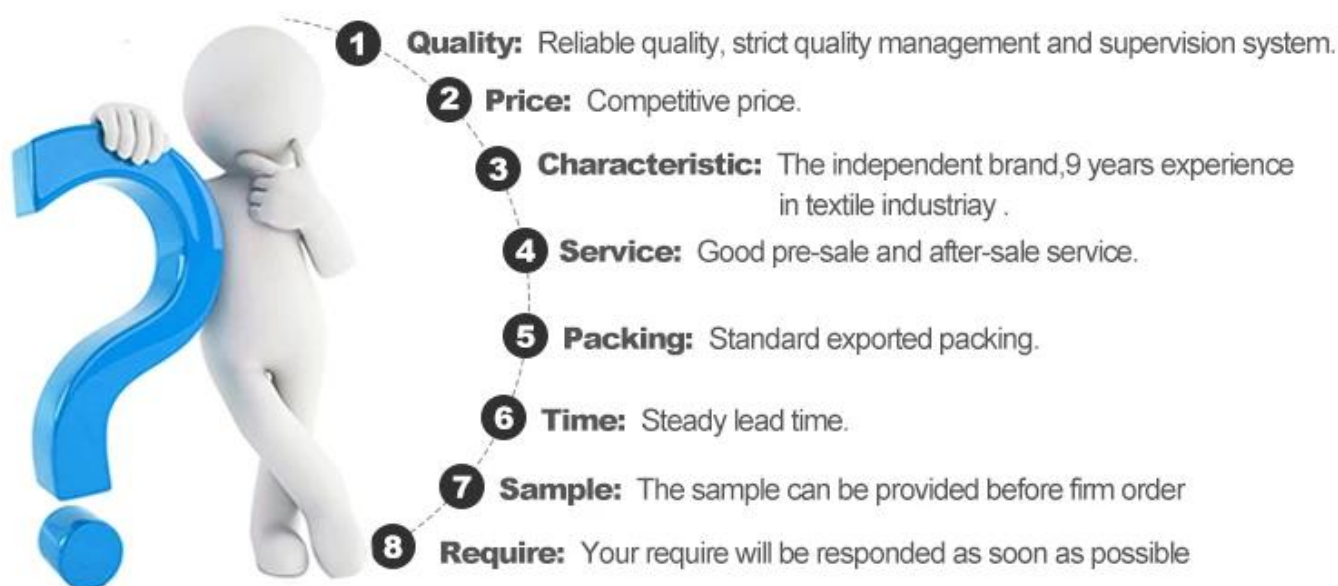 1 Quality: Reliable quality, strict quality management and supervision system.
2 Price: Competitive price.
3 Characteristic: The independent brand,9 years experience
in textile industriay .
4 Service: Good pre-sale and after-sale service.
5 Packing: Standard exported packing.
6 Time: Steady lead time.
7 Sample: The sample can be provided before firm order
8 Require: Your require will be responded as soon as possible